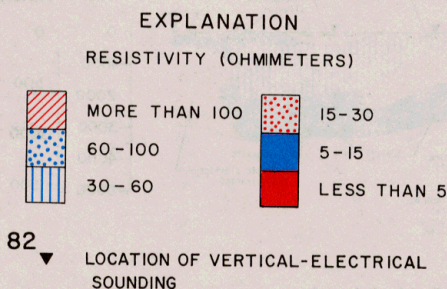 EXPLANATION
RESISTIVITY (OHMIMETERS)
MORE THAN 100
60-100
30-60
15-30
5-15
LESS THAN 5
82
LOCATION OF VERTICAL-ELECTRICAL
SOUNDING